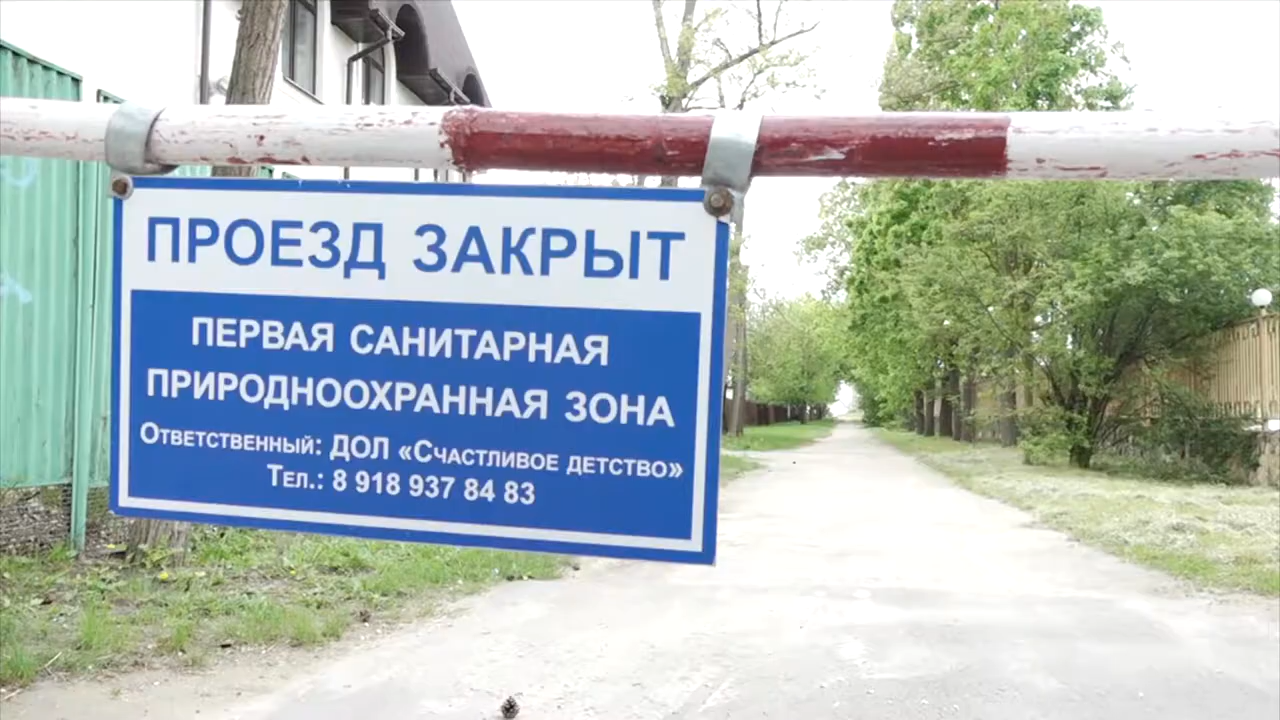 ПРОЕЗД ЗАКРЫТ
ПЕРВАЯ САНИТАРНАЯ
ПРИРОДНООХРАННАЯ ЗОНА
ОТВЕТСТВЕННЫЙ: ДОЛ «СЧАСТЛИВОЕ ДЕТСТВО»
ТЕЛ.: 8 918 937 84 83